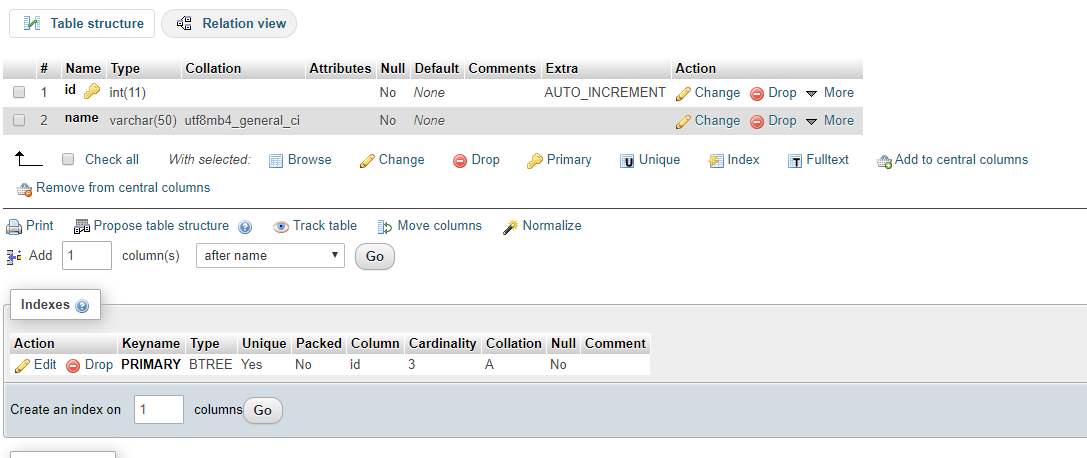 Table structure Relation view
# Name Type Collation Attributes Null Default Comments Extra Action
1 id int(11) No None AUTO_INCREMENT Change Drop More
2 name varchar(50) utf8mb4_general_ci No None Change Drop More
Check all With selected: Browse Change Drop Primary Unique Index Fulltext Add to central columns
Remove from central columns
Print Propose table structure Track table Move columns Normalize
Add 1 column(s) after name Go
Indexes
Action Keyname Type Unique Packed Column Cardinality Collation Null Comment
Edit Drop PRIMARY BTREE Yes No id 3 A No
Create an index on 1 columns Go